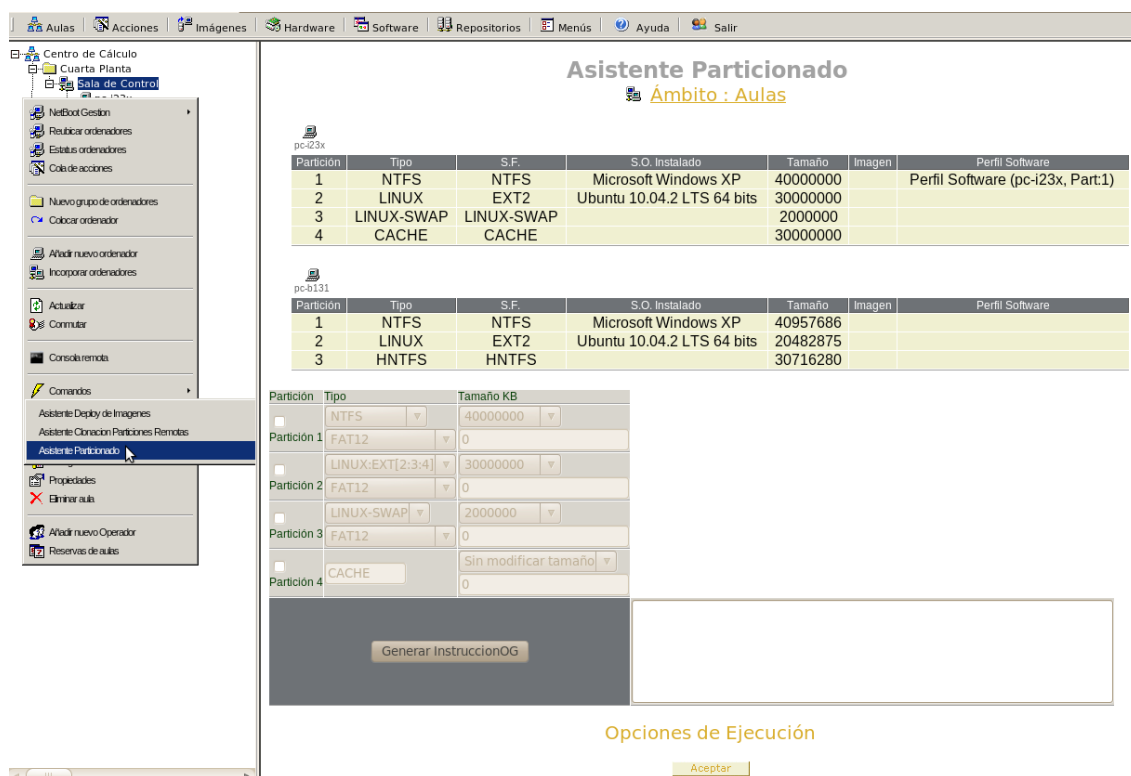 Aulas Acciones Imágenes Hardware Software Repositorios Menús Ayuda Salir
Centro de Cálculo
Cuarta Planta
Sala de Control
NetBoot Gestion
Reubicar ordenadores
Estatus ordenadores
Cola de acciones
Nuevo grupo de ordenadores
Colocar ordenador
Añadir nuevo ordenador
Incorporar ordenadores
Actualizar
Conmutar
Consola remota
Comandos
Asistente Deploy de Imagenes
Asistente Clonacion Particiones Remotas
Asistente Particionado
Propiedades
Eliminar aula
Añadir nuevo Operador
Reservas de aulas
Asistente Particionado
Ámbito : Aulas
pc-i23x
Partición Tipo S.F. S.O. Instalado Tamaño Imagen Perfil Software
1 NTFS NTFS Microsoft Windows XP 40000000 Perfil Software (pc-i23x, Part:1)
2 LINUX EXT2 Ubuntu 10.04.2 LTS 64 bits 30000000
3 LINUX-SWAP LINUX-SWAP 2000000
4 CACHE CACHE 30000000
pc-b131
Partición Tipo S.F. S.O. Instalado Tamaño Imagen Perfil Software
1 NTFS NTFS Microsoft Windows XP 40957686
2 LINUX EXT2 Ubuntu 10.04.2 LTS 64 bits 20482875
3 HNTFS HNTFS 30716280
Partición Tipo Tamaño KB
NTFS 40000000
Partición 1 FAT12 0
LINUX:EXT[2:3:4] 30000000
Partición 2 FAT12 0
LINUX-SWAP 2000000
Partición 3 FAT12 0
CACHE Sin modificar tamaño
Partición 4 0
Generar InstruccionOG
Opciones de Ejecución
Aceptar